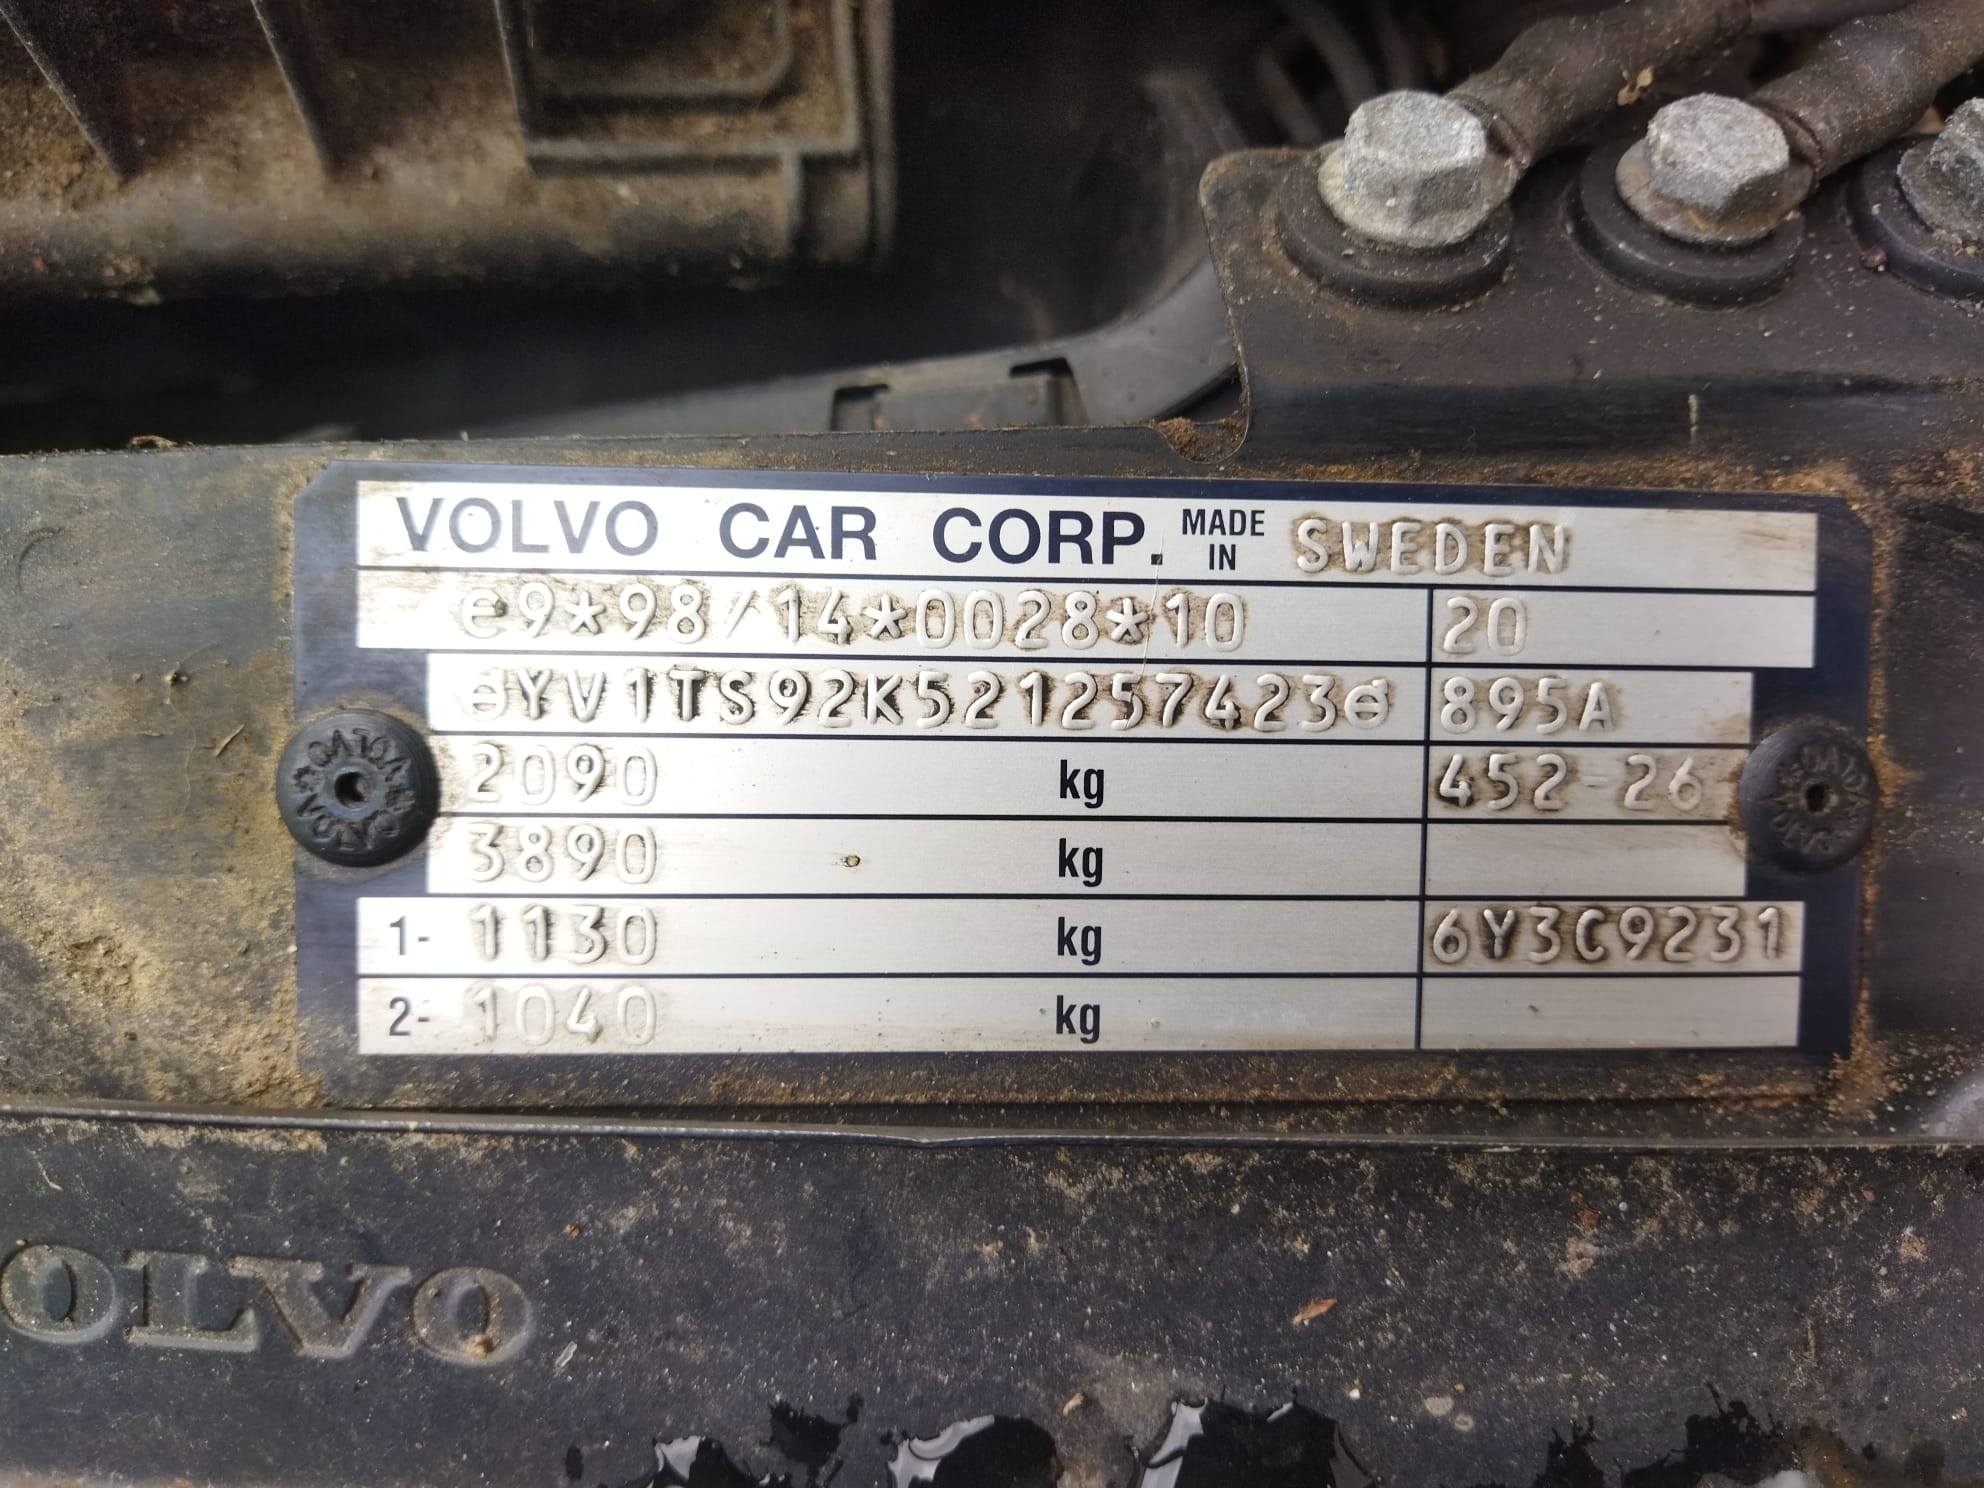 VOLVO CAR CORP. MADE IN SWEDEN
e9*98/14*0028*10 20
YV1TS92K521257423 895A
2090 kg 452-26
3890 kg
1- 1130 kg 6Y3C9231
2- 1040 kg
OLVO